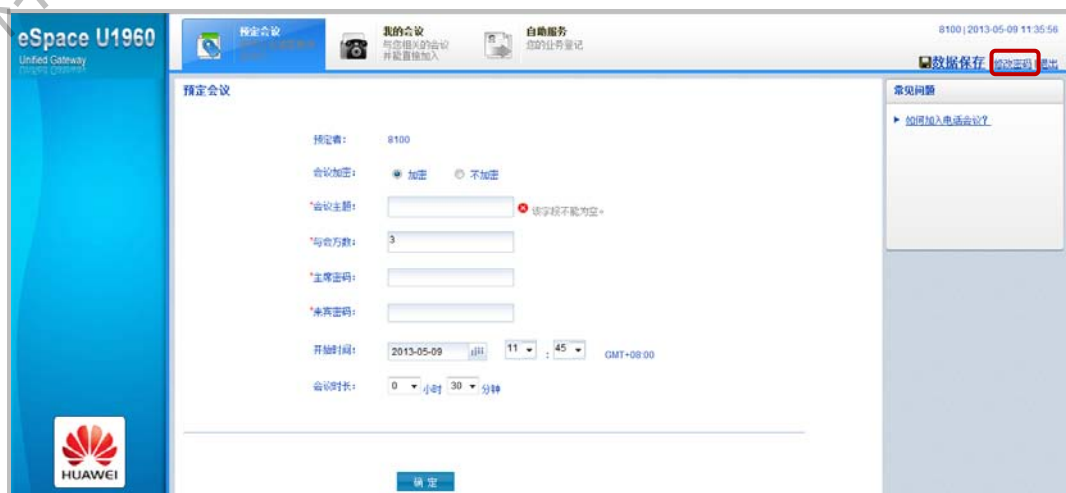 eSpace U1960
Unified Gateway
预定会议
我的会议
与您相关的会议
并能直接加入
自助服务
您的业务登记
8100 | 2013-05-09 11:35:56
数据保存 修改密码 | 退出
预定会议
预定者： 8100
会议加密： 加密 不加密
*会议主题： 该字段不能为空。
*与会方数： 3
*主席密码：
*来宾密码：
开始时间： 2013-05-09 11 : 45 GMT+08:00
会议时长： 0 小时 30 分钟
确 定
常见问题
如何加入电话会议？
HUAWEI